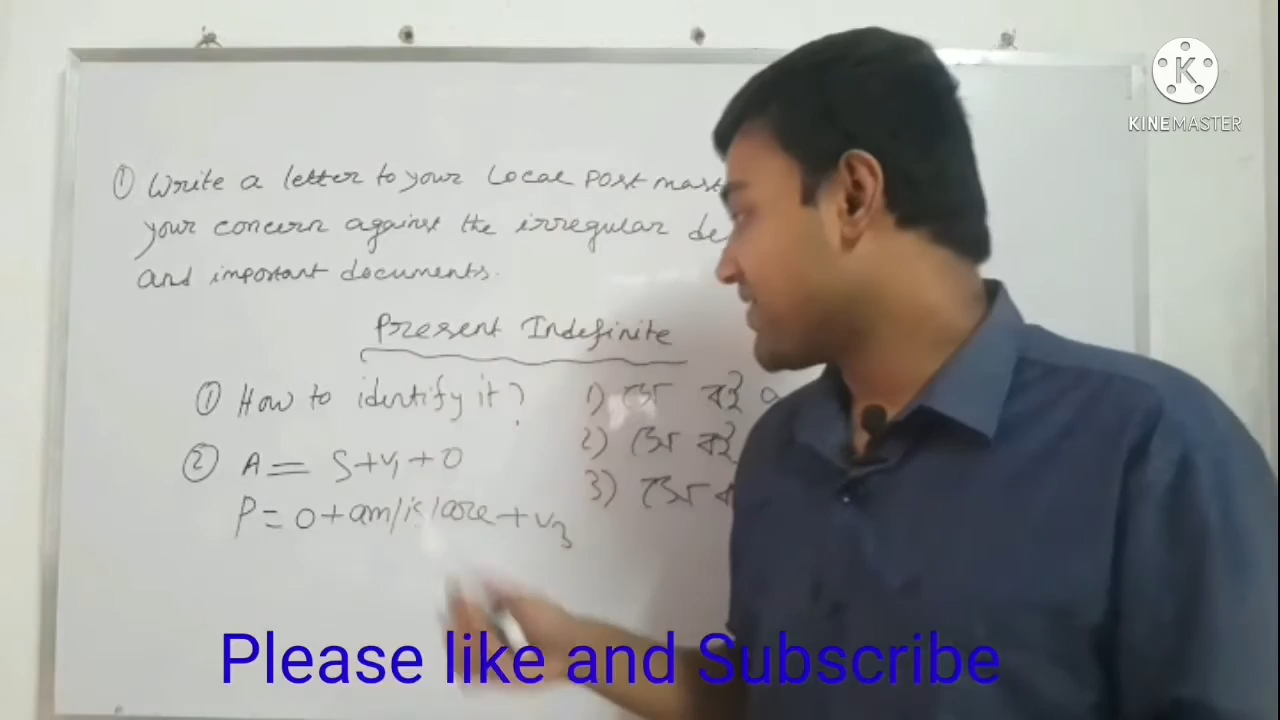 ① Write a letter to your local post mast
your concern against the irregular de
and important documents.
Present Indefinite
① How to identify it?
② A = S+V1+O
P = O+am/is/are+V3
1) সে বই
2) সে বই
3) সে ব
Please like and Subscribe
K
KINEMASTER